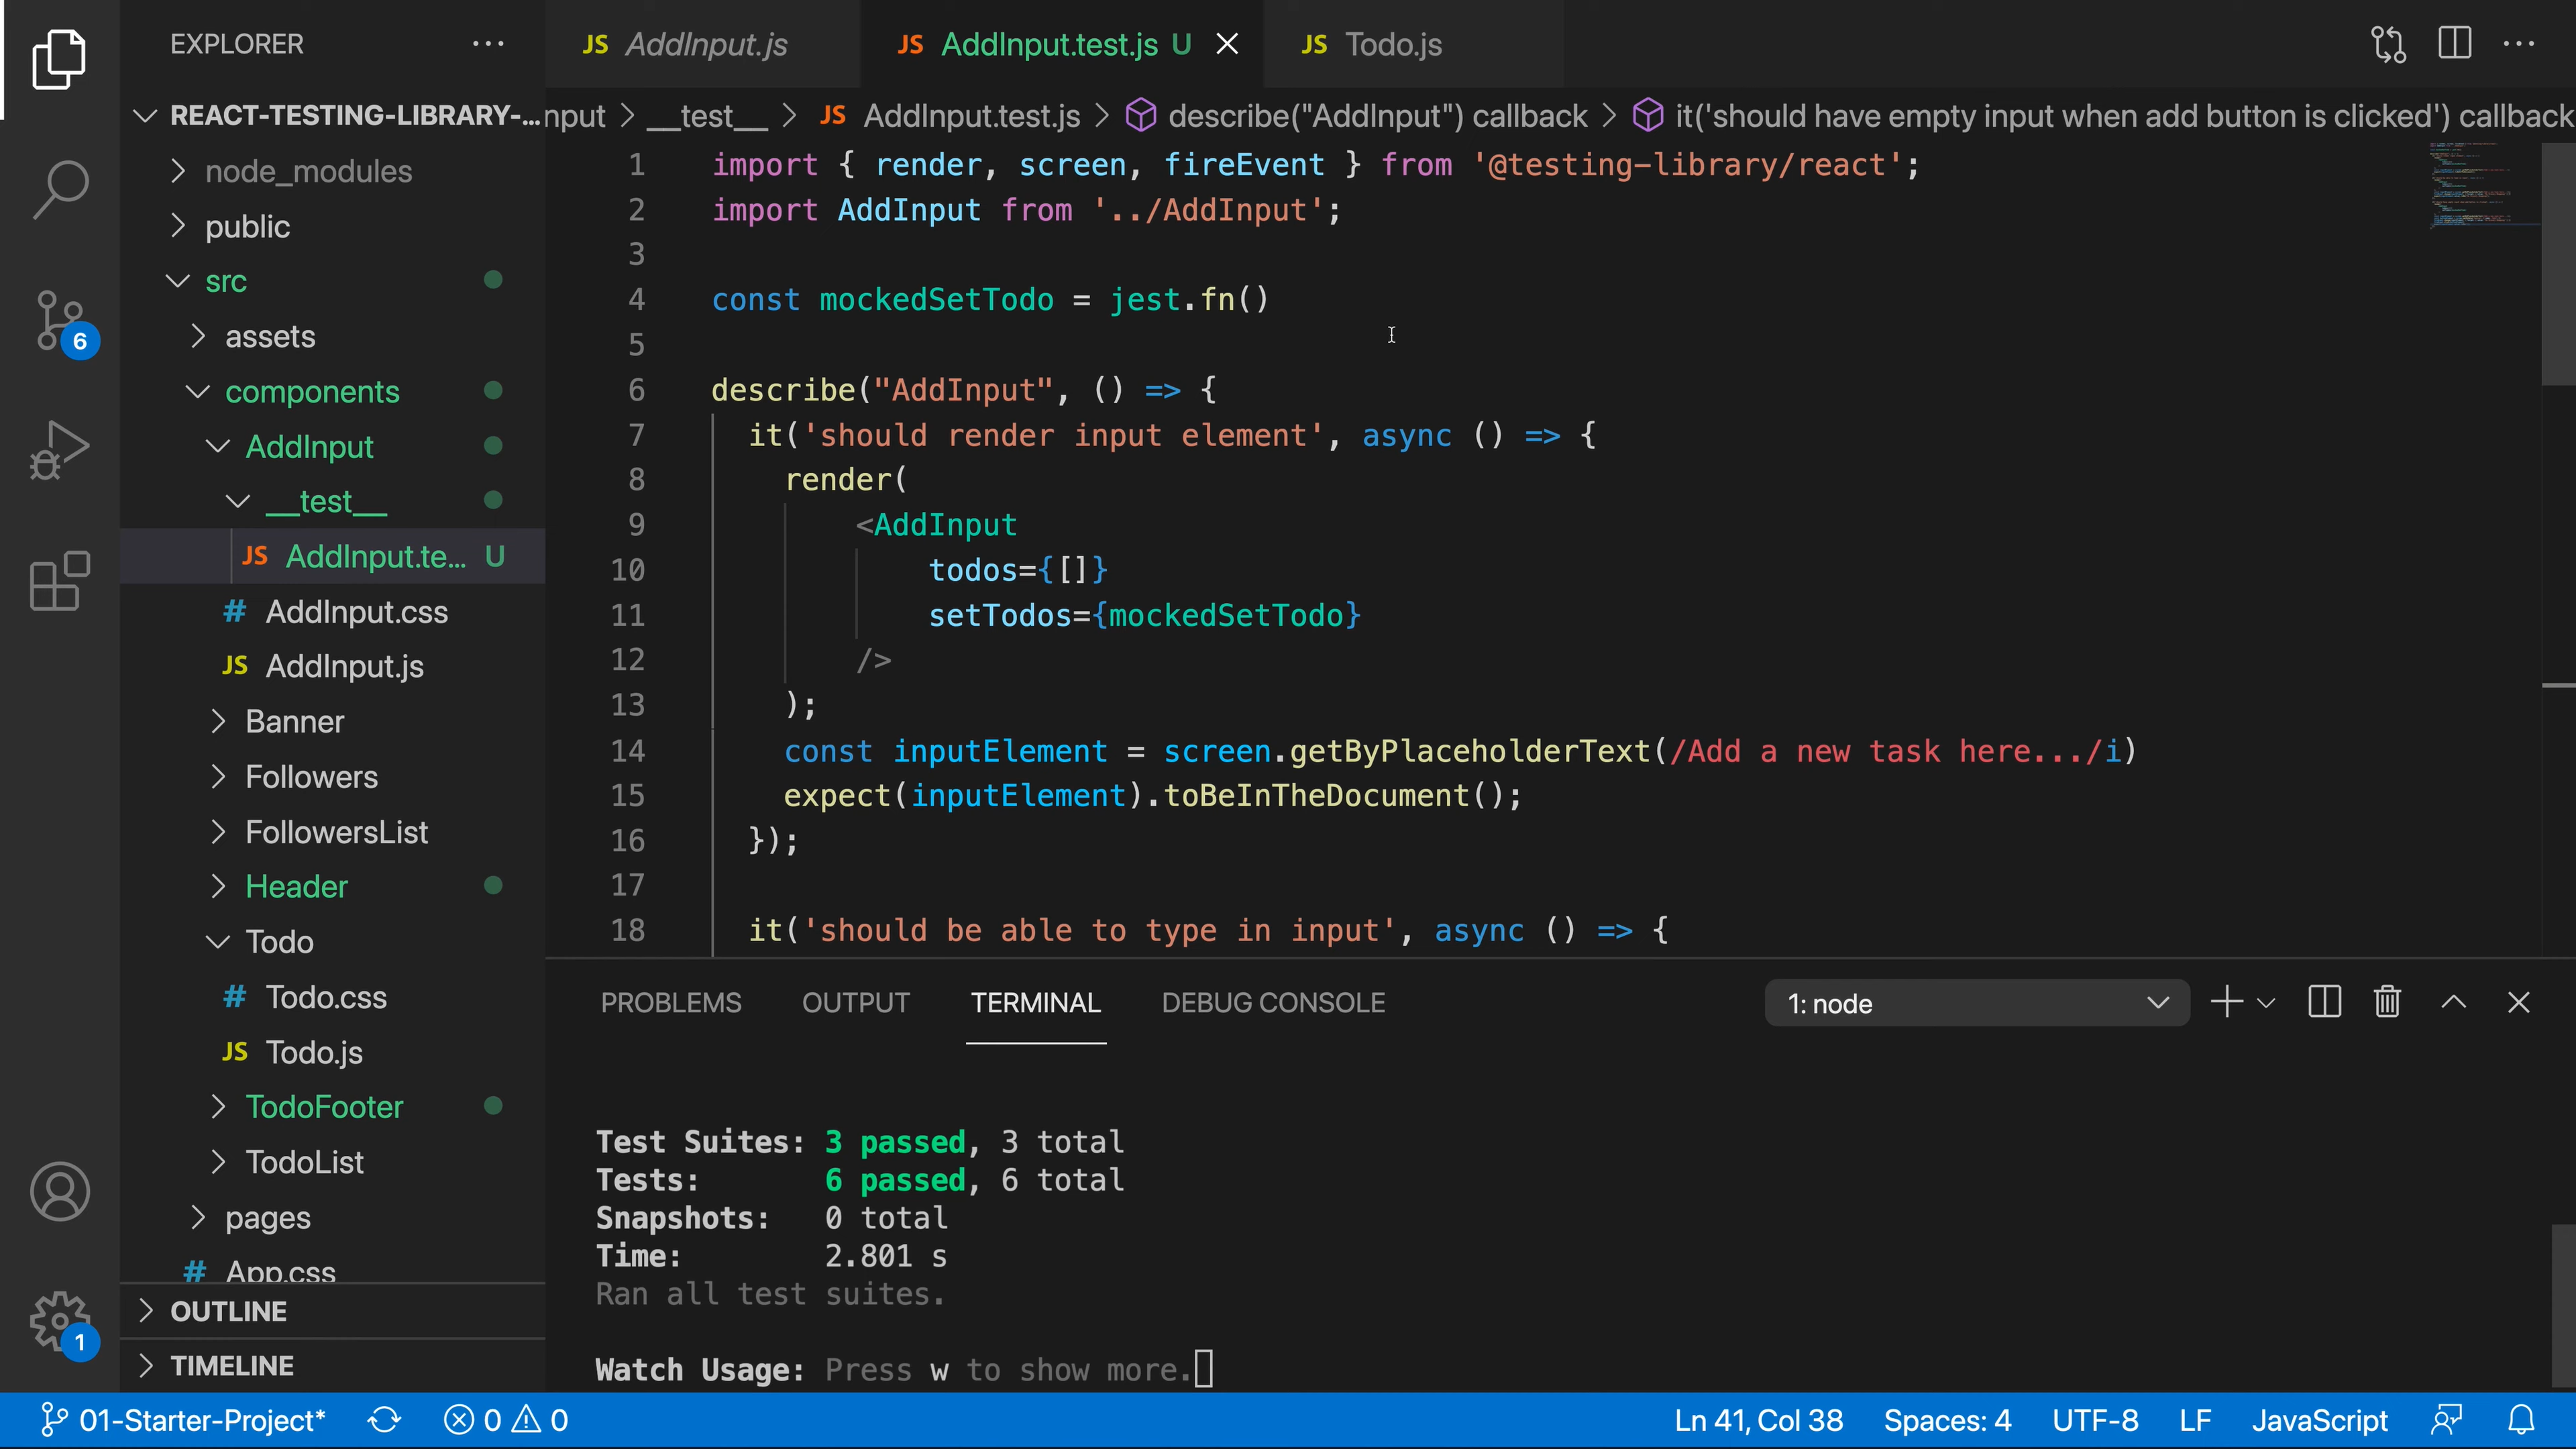 EXPLORER
REACT-TESTING-LIBRARY-...
node_modules
public
src
assets
components
AddInput
__test__
JS AddInput.te... U
# AddInput.css
JS AddInput.js
Banner
Followers
FollowersList
Header
Todo
# Todo.css
JS Todo.js
TodoFooter
TodoList
pages
# App.css
OUTLINE
TIMELINE
6
1
JS AddInput.js
JS AddInput.test.js U
JS Todo.js
nput > __test__ > JS AddInput.test.js > describe("AddInput") callback > it('should have empty input when add button is clicked') callback
1 import { render, screen, fireEvent } from '@testing-library/react';
2 import AddInput from '../AddInput';
3
4 const mockedSetTodo = jest.fn()
5
6 describe("AddInput", () => {
7 it('should render input element', async () => {
8 render(
9 <AddInput
10 todos={[]}
11 setTodos={mockedSetTodo}
12 />
13 );
14 const inputElement = screen.getByPlaceholderText(/Add a new task here.../i)
15 expect(inputElement).toBeInTheDocument();
16 });
17
18 it('should be able to type in input', async () => {
PROBLEMS OUTPUT TERMINAL DEBUG CONSOLE
1: node
Test Suites: 3 passed, 3 total
Tests: 6 passed, 6 total
Snapshots: 0 total
Time: 2.801 s
Ran all test suites.
Watch Usage: Press w to show more.
01-Starter-Project* 0 0
Ln 41, Col 38 Spaces: 4 UTF-8 LF JavaScript